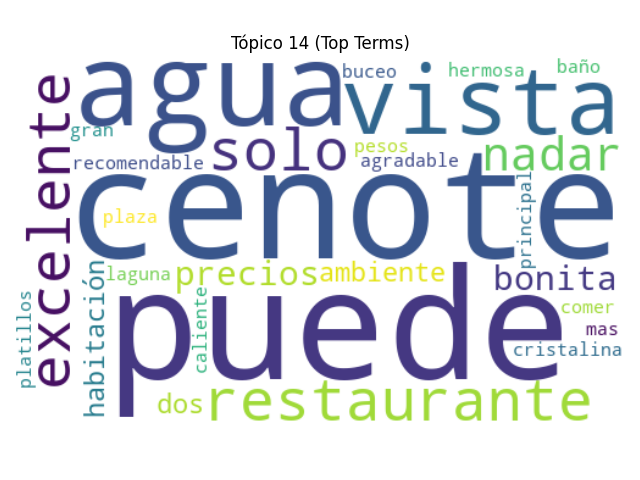 Tópico 14 (Top Terms)
agua
vista
buceo
hermosa
baño
gran
solo
pesos
nadar
recomendable
agradable
excelente
cenote
principal
plaza
laguna
precios
ambiente
bonita
habitación
caliente
puede
comer
mas
cristalina
platillos
dos
restaurante